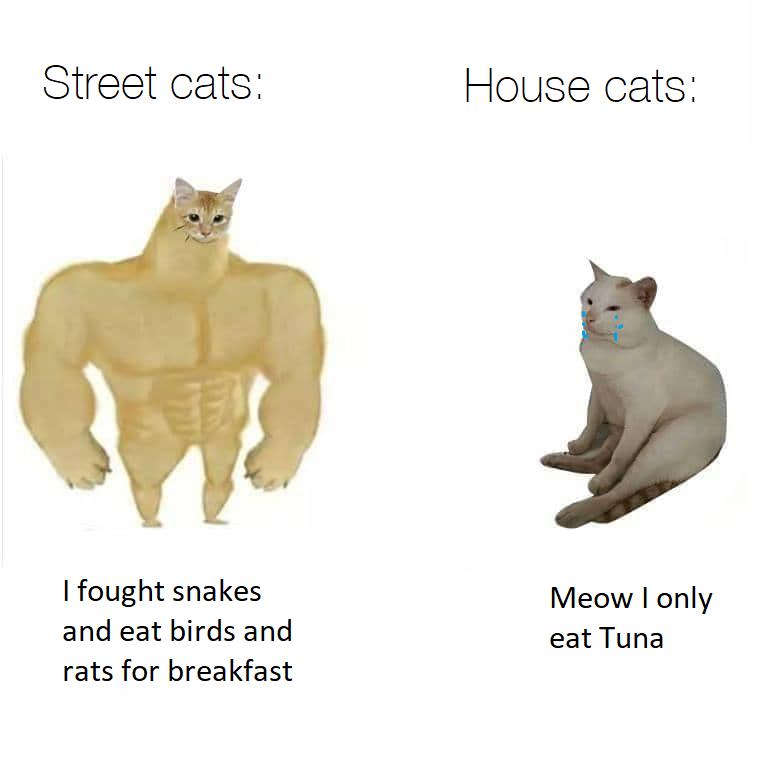 Street cats:
House cats:
I fought snakes
and eat birds and
rats for breakfast
Meow I only
eat Tuna